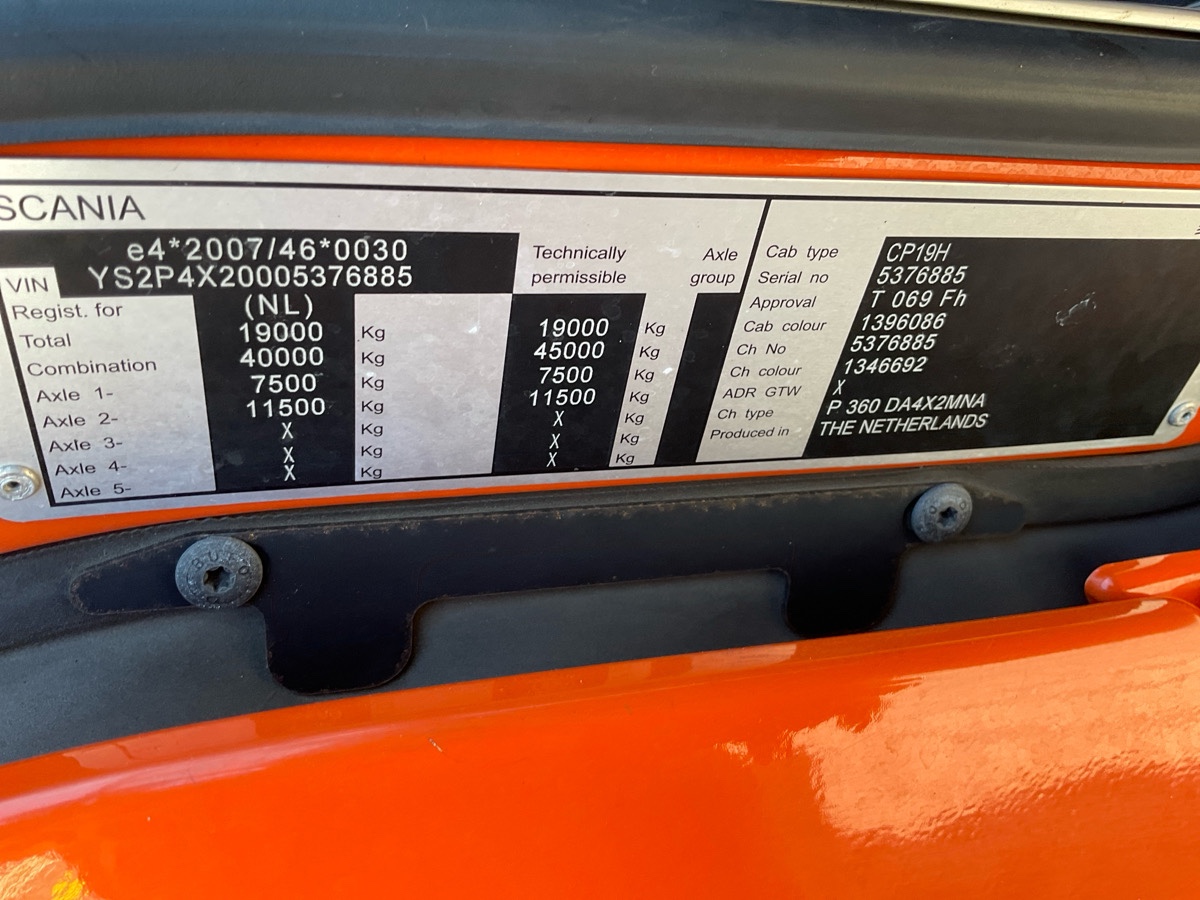 SCANIA
e4*2007/46*0030
VIN YS2P4X20005376885
Technically permissible
Axle group
Regist. for (NL)
Total 19000 Kg 19000 Kg
Combination 40000 Kg 45000 Kg
Axle 1- 7500 Kg 7500 Kg
Axle 2- 11500 Kg 11500 Kg
Axle 3- X Kg X Kg
Axle 4- X Kg X Kg
Axle 5- X Kg X Kg
Cab type CP19H
Serial no 5376885
Approval T 069 Fh
Cab colour 1396086
Ch No 5376885
Ch colour 1346692
ADR GTW X
Ch type P 360 DA4X2MNA
Produced in THE NETHERLANDS